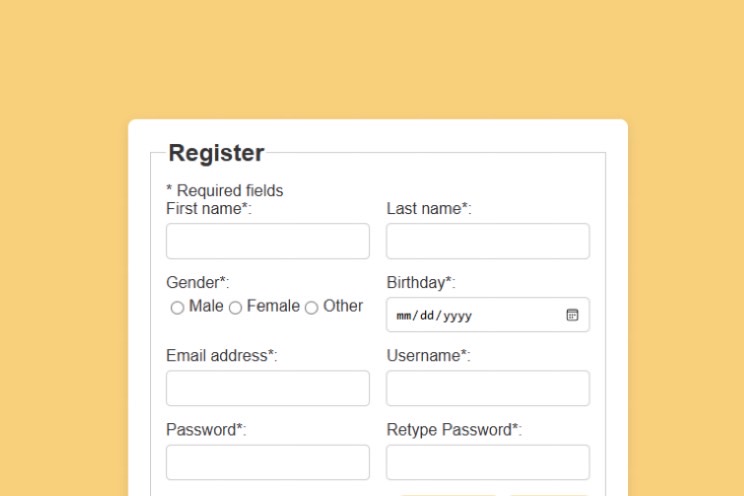 Register
* Required fields
First name*: Last name*:
Gender*: Birthday*:
Male Female Other mm/dd/yyyy
Email address*: Username*:
Password*: Retype Password*: